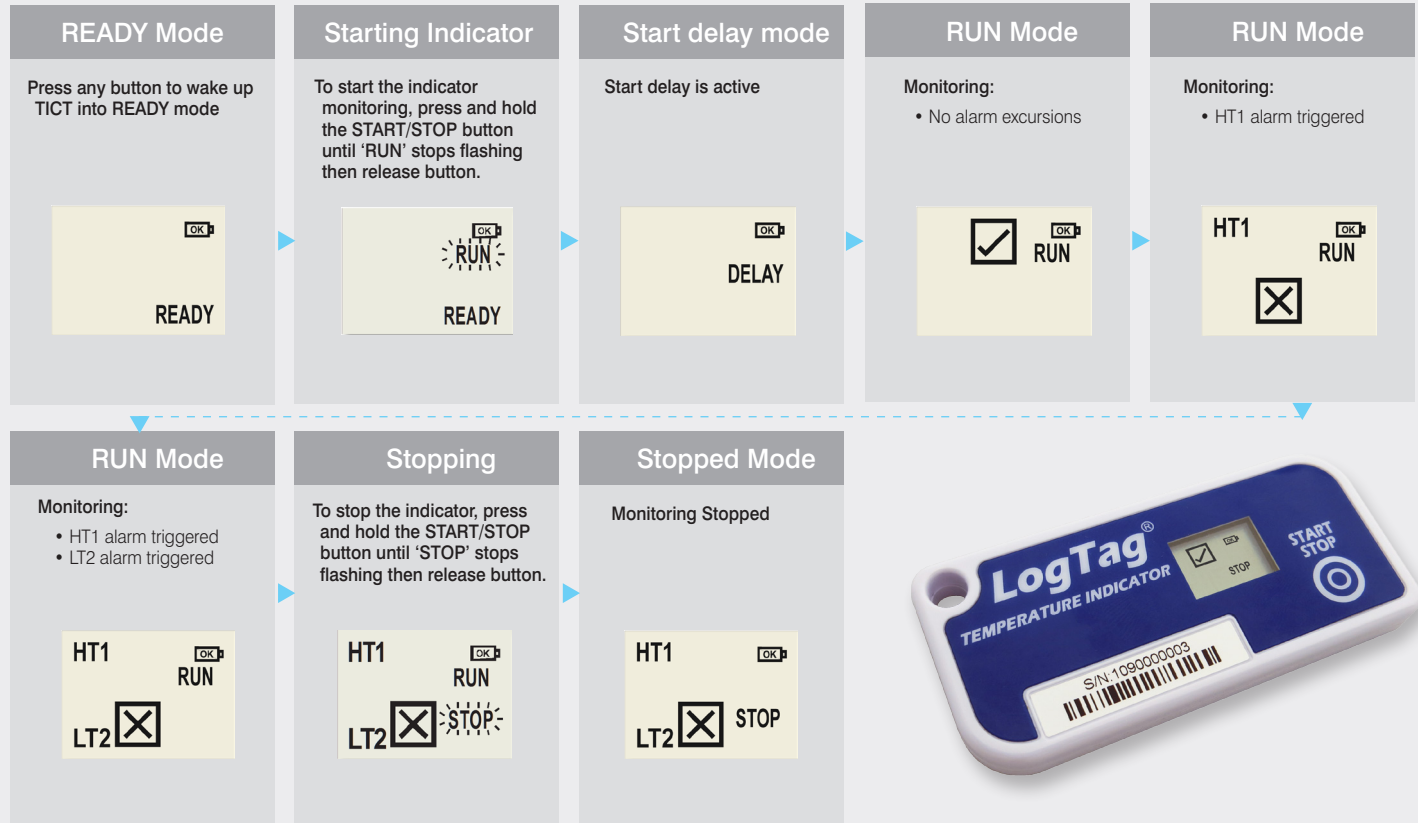 READY Mode
Press any button to wake up
TICT into READY mode
OK
READY
Starting Indicator
To start the indicator
monitoring, press and hold
the START/STOP button
until ‘RUN’ stops flashing
then release button.
OK
RUN
READY
Start delay mode
Start delay is active
OK
DELAY
RUN Mode
Monitoring:
• No alarm excursions
OK
RUN
RUN Mode
Monitoring:
• HT1 alarm triggered
HT1
OK
RUN
RUN Mode
Monitoring:
• HT1 alarm triggered
• LT2 alarm triggered
HT1
OK
RUN
LT2
Stopping
To stop the indicator, press
and hold the START/STOP
button until ‘STOP’ stops
flashing then release button.
HT1
OK
RUN
STOP
LT2
Stopped Mode
Monitoring Stopped
HT1
OK
STOP
LT2
LogTag®
TEMPERATURE INDICATOR
OK
STOP
START
STOP
S/N:1090000003